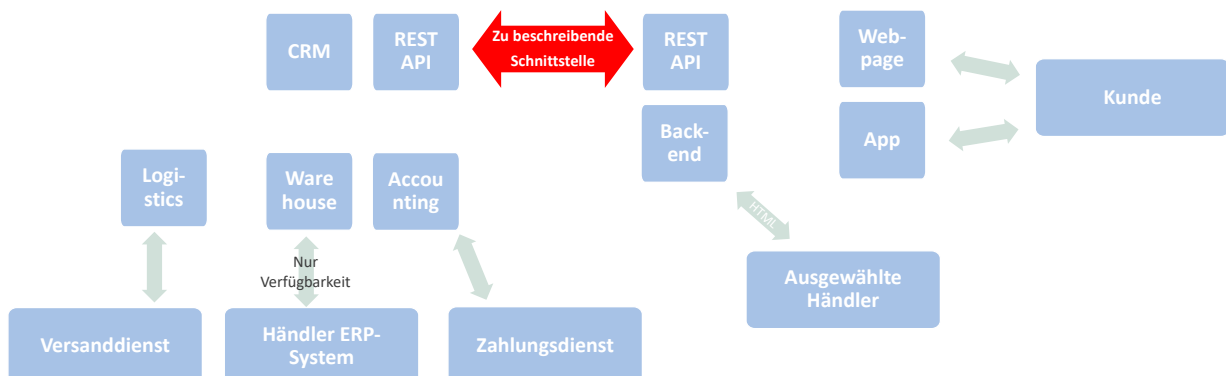 CRM
REST
API
Zu beschreibende
Schnittstelle
REST
API
Web-
page
Kunde
Back-
end
App
Logi-
stics
Ware
house
Accou
nting
HTML
Nur
Verfügbarkeit
Ausgewählte
Händler
Versanddienst
Händler ERP-
System
Zahlungsdienst